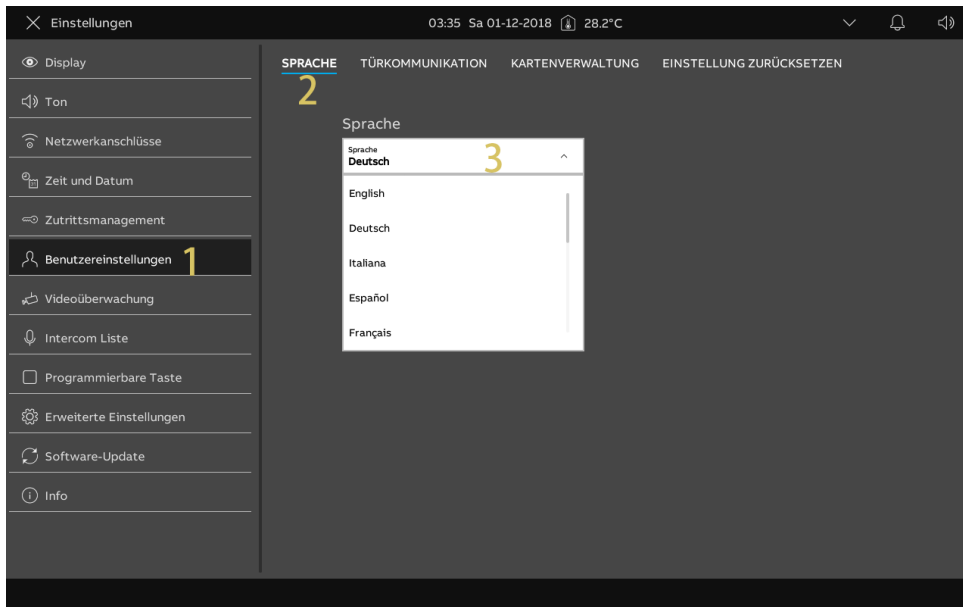 Einstellungen
03:35 Sa 01-12-2018 28.2°C
Display
Ton
Netzwerkanschlüsse
Zeit und Datum
Zutrittsmanagement
Benutzereinstellungen 1
Videoüberwachung
Intercom Liste
Programmierbare Taste
Erweiterte Einstellungen
Software-Update
Info
SPRACHE TÜRKOMMUNIKATION KARTENVERWALTUNG EINSTELLUNG ZURÜCKSETZEN
2
Sprache
Sprache
Deutsch 3
English
Deutsch
Italiana
Español
Français